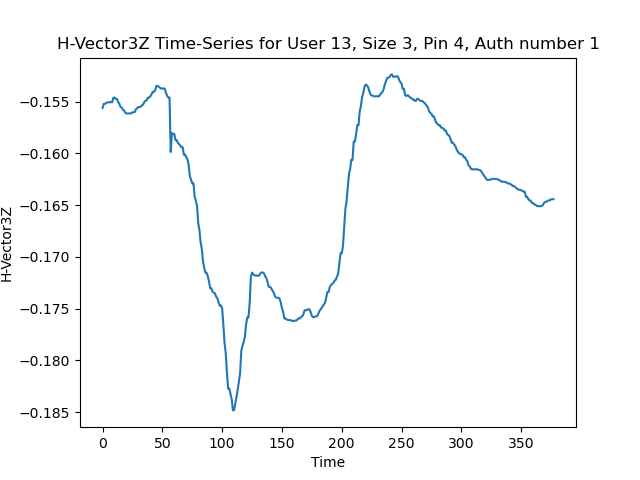 H-Vector3Z Time-Series for User 13, Size 3, Pin 4, Auth number 1
H-Vector3Z
−0.155
−0.160
−0.165
−0.170
−0.175
−0.180
−0.185
0 50 100 150 200 250 300 350
Time